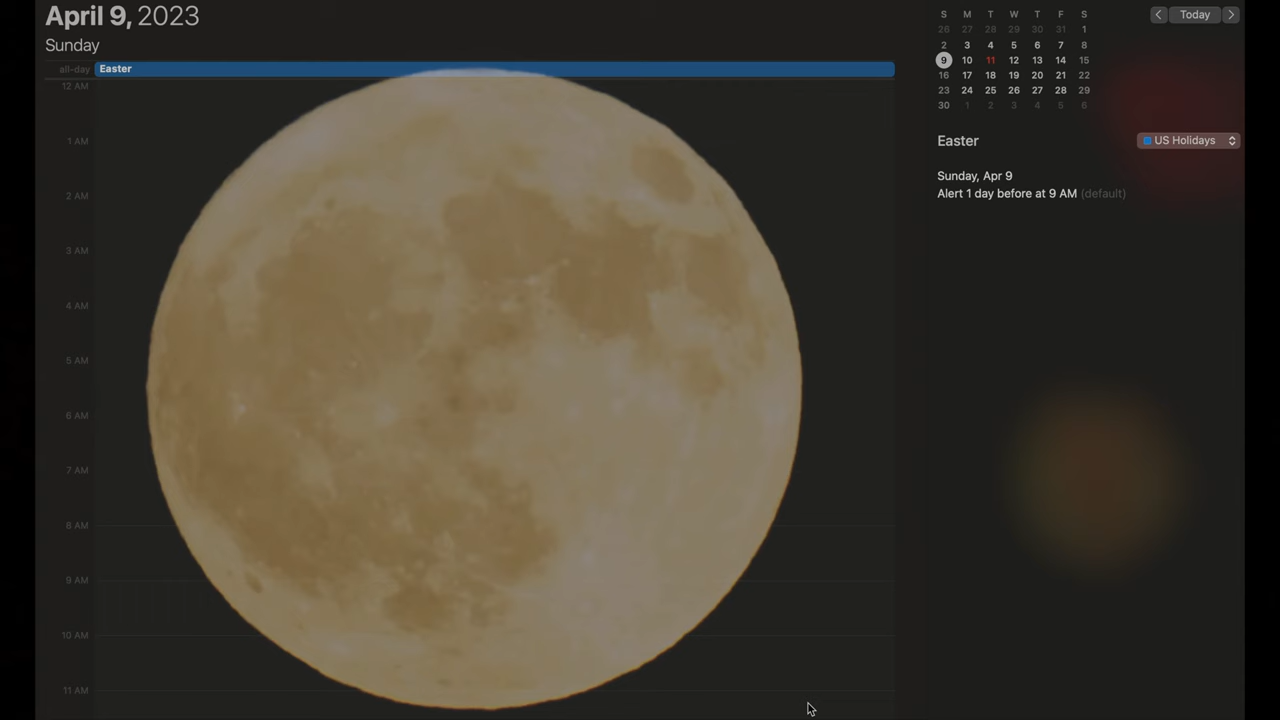 April 9, 2023
Sunday
all-day Easter
12 AM
1 AM
2 AM
3 AM
4 AM
5 AM
6 AM
7 AM
8 AM
9 AM
10 AM
11 AM
Today
S M T W T F S
26 27 28 29 30 31 1
2 3 4 5 6 7 8
9 10 11 12 13 14 15
16 17 18 19 20 21 22
23 24 25 26 27 28 29
30 1 2 3 4 5 6
Easter US Holidays
Sunday, Apr 9
Alert 1 day before at 9 AM (default)